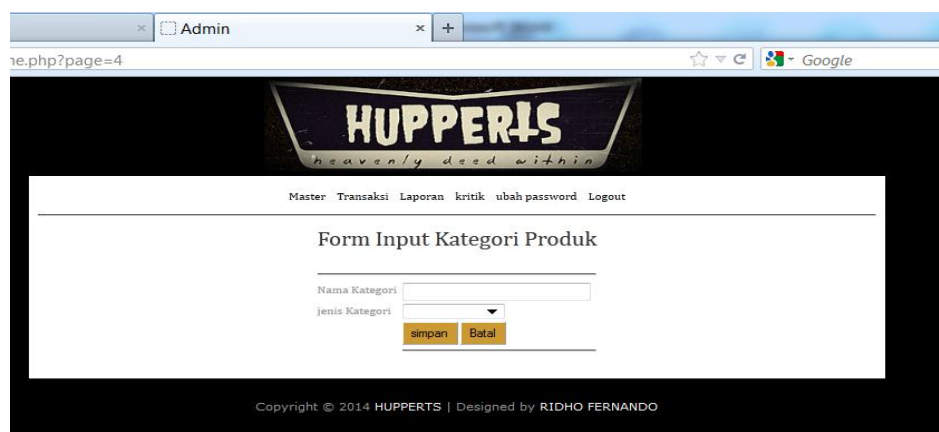 Admin
ne.php?page=4
Google
HUPPERTS
heavenly deed within
Master Transaksi Laporan kritik ubah password Logout
Form Input Kategori Produk
Nama Kategori
jenis Kategori
simpan Batal
Copyright © 2014 HUPPERTS | Designed by RIDHO FERNANDO